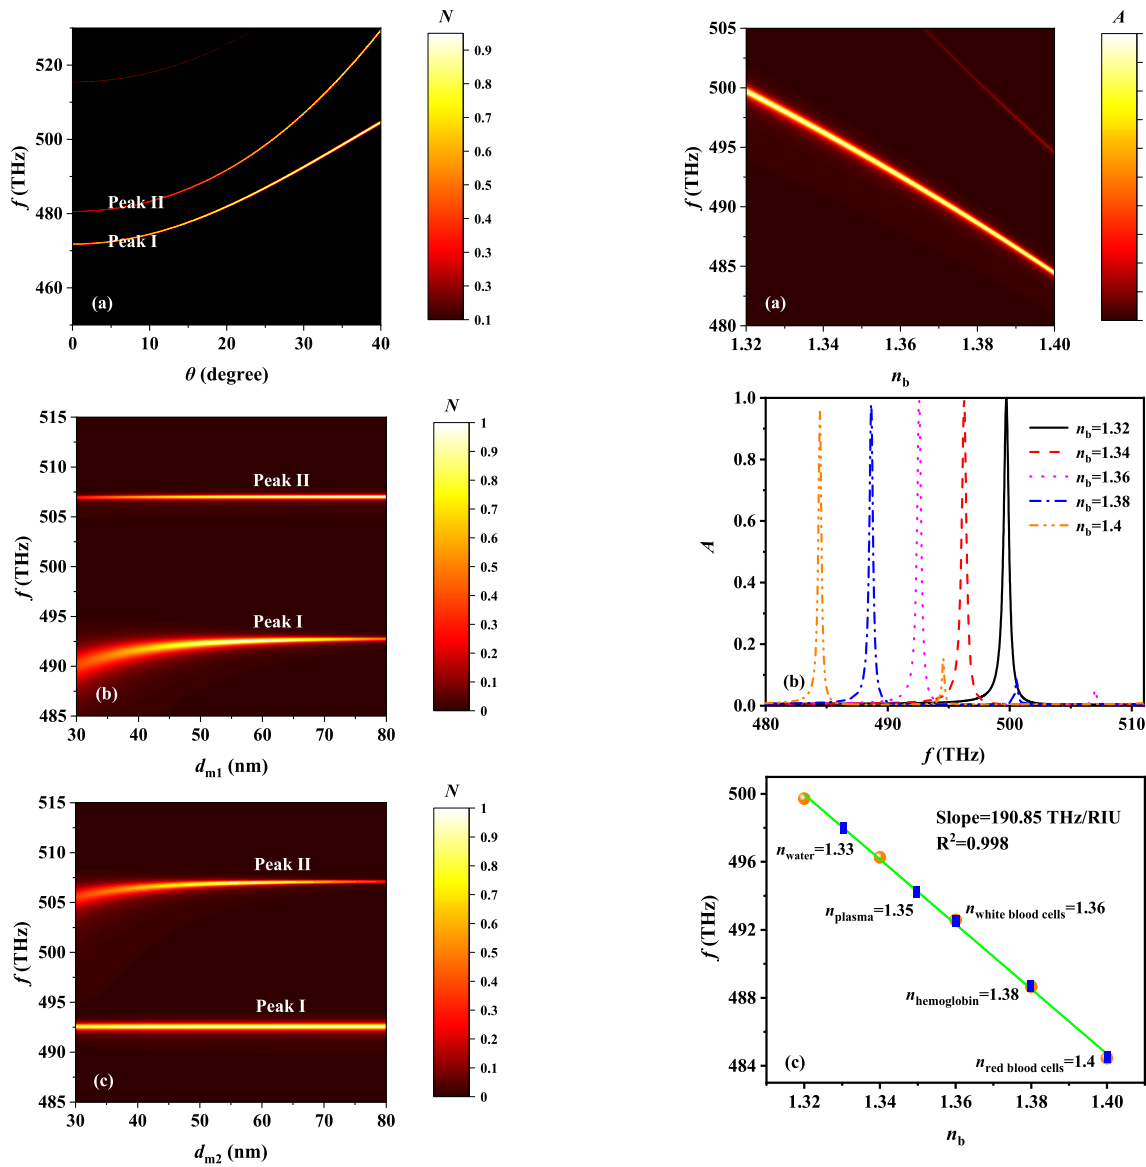 N
f (THz)
520
500
480
460
Peak II
Peak I
(a)
0
10
20
30
40
θ (degree)
0.9
0.8
0.7
0.6
0.5
0.4
0.3
0.2
0.1
N
f (THz)
515
510
505
500
495
490
485
Peak II
Peak I
(b)
30
40
50
60
70
80
dm1 (nm)
1
0.9
0.8
0.7
0.6
0.5
0.4
0.3
0.2
0.1
0
N
f (THz)
515
510
505
500
495
490
485
Peak II
Peak I
(c)
30
40
50
60
70
80
dm2 (nm)
1
0.9
0.8
0.7
0.6
0.5
0.4
0.3
0.2
0.1
0
A
f (THz)
505
500
495
490
485
480
(a)
1.32
1.34
1.36
1.38
1.40
nb
A
1.0
0.8
0.6
0.4
0.2
0.0
nb=1.32
nb=1.34
nb=1.36
nb=1.38
nb=1.4
(b)
480
490
500
510
f (THz)
f (THz)
500
496
492
488
484
Slope=190.85 THz/RIU
R²=0.998
nwater=1.33
nplasma=1.35
nwhite blood cells=1.36
nhemoglobin=1.38
nred blood cells=1.4
(c)
1.32
1.34
1.36
1.38
1.40
nb